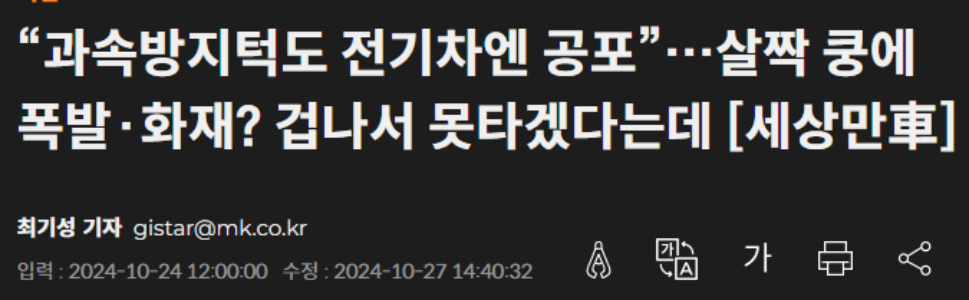 “과속방지턱도 전기차엔 공포”…살짝 쿵에
폭발·화재? 겁나서 못타겠다는데 [세상만車]
최기성 기자 gistar@mk.co.kr
입력 : 2024-10-24 12:00:00 수정 : 2024-10-27 14:40:32
가 A 가